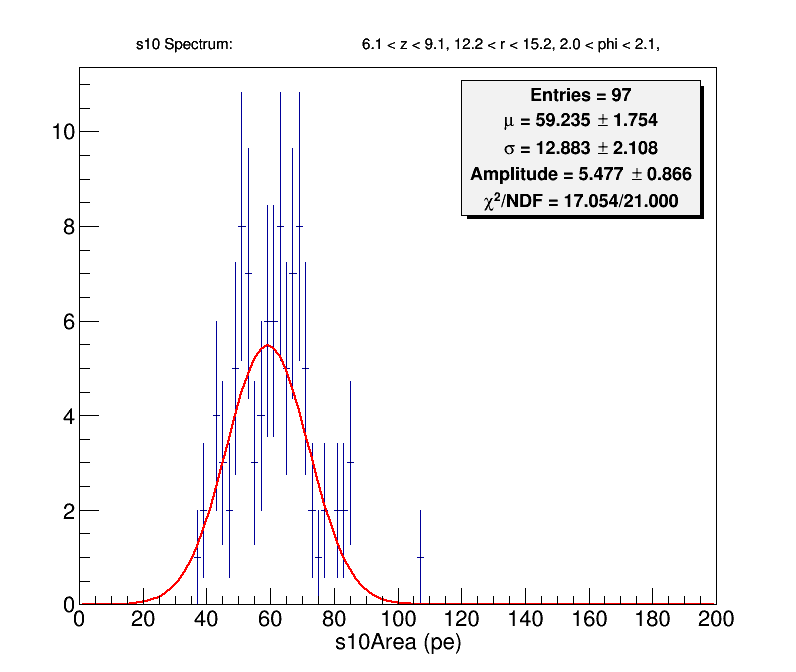 s10 Spectrum: 6.1 < z < 9.1, 12.2 < r < 15.2, 2.0 < phi < 2.1,
Entries = 97
μ = 59.235 ± 1.754
σ = 12.883 ± 2.108
Amplitude = 5.477 ± 0.866
χ²/NDF = 17.054/21.000
10
8
6
4
2
0
0 20 40 60 80 100 120 140 160 180 200
s10Area (pe)